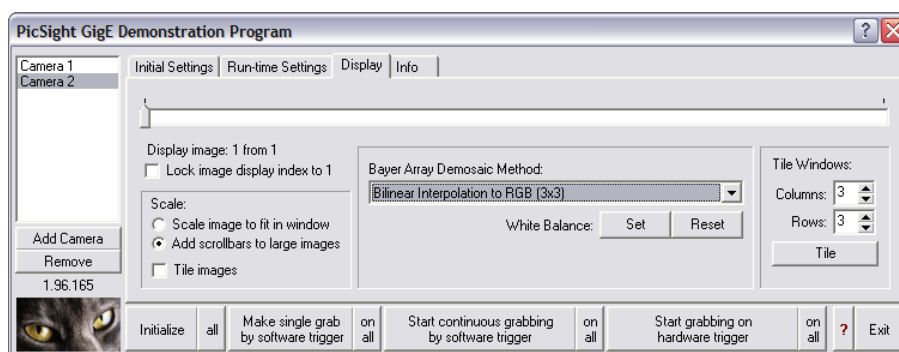 PicSight GigE Demonstration Program
?
Camera 1
Camera 2
Initial Settings
Run-time Settings
Display
Info
Display image: 1 from 1
Lock image display index to 1
Scale:
Scale image to fit in window
Add scrollbars to large images
Tile images
Bayer Array Demosaic Method:
Bilinear Interpolation to RGB (3x3)
White Balance:
Set
Reset
Tile Windows:
Columns: 3
Rows: 3
Tile
Add Camera
Remove
1.96.165
Initialize
all
Make single grab
by software trigger
on
all
Start continuous grabbing
by software trigger
on
all
Start grabbing on
hardware trigger
on
all
?
Exit